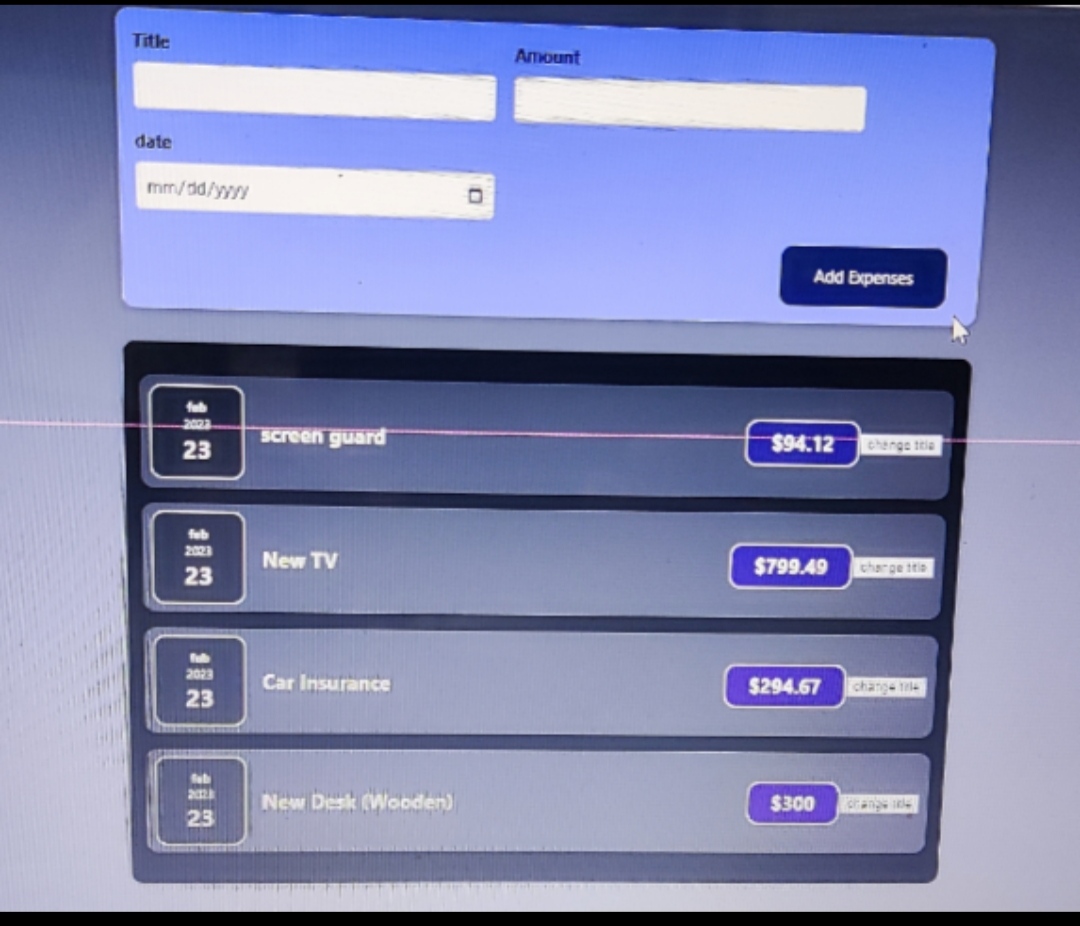 Title
Amount
date
mm/dd/yyyy
Add Expenses
feb
2023
23
screen guard
$94.12
change title
feb
2023
23
New TV
$799.49
change title
feb
2023
23
Car Insurance
$294.67
change title
feb
2023
23
New Desk (Wooden)
$300
change title